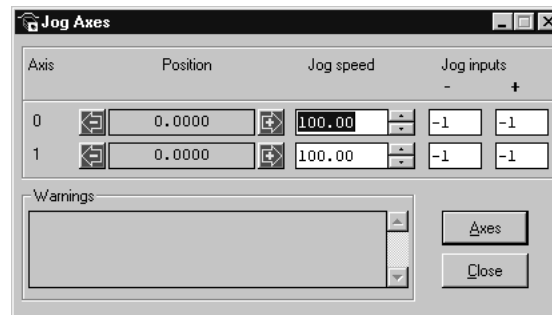 Jog Axes
Axis Position Jog speed Jog inputs
- +
0 0.0000 100.00 -1 -1
1 0.0000 100.00 -1 -1
Warnings
Axes
Close